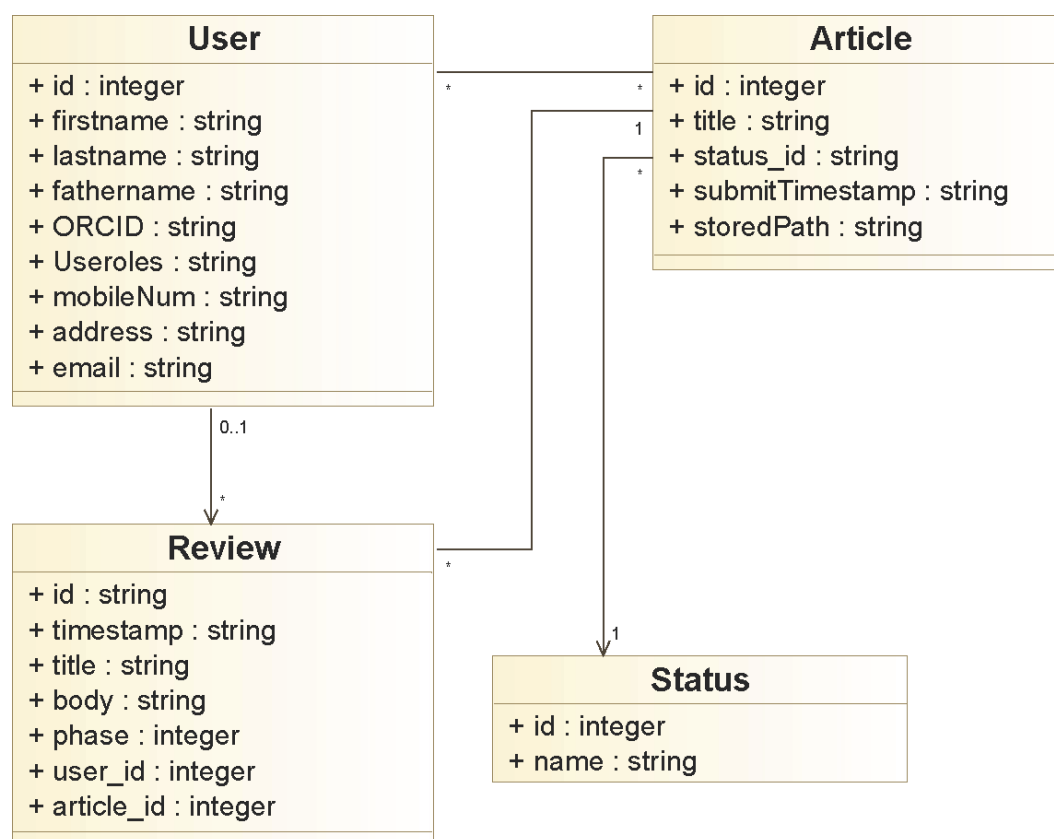 User
+ id : integer
+ firstname : string
+ lastname : string
+ fathername : string
+ ORCID : string
+ Useroles : string
+ mobileNum : string
+ address : string
+ email : string
*
*
Article
+ id : integer
+ title : string
+ status_id : string
+ submitTimestamp : string
+ storedPath : string
1
*
0..1
*
Review
+ id : string
+ timestamp : string
+ title : string
+ body : string
+ phase : integer
+ user_id : integer
+ article_id : integer
*
1
Status
+ id : integer
+ name : string